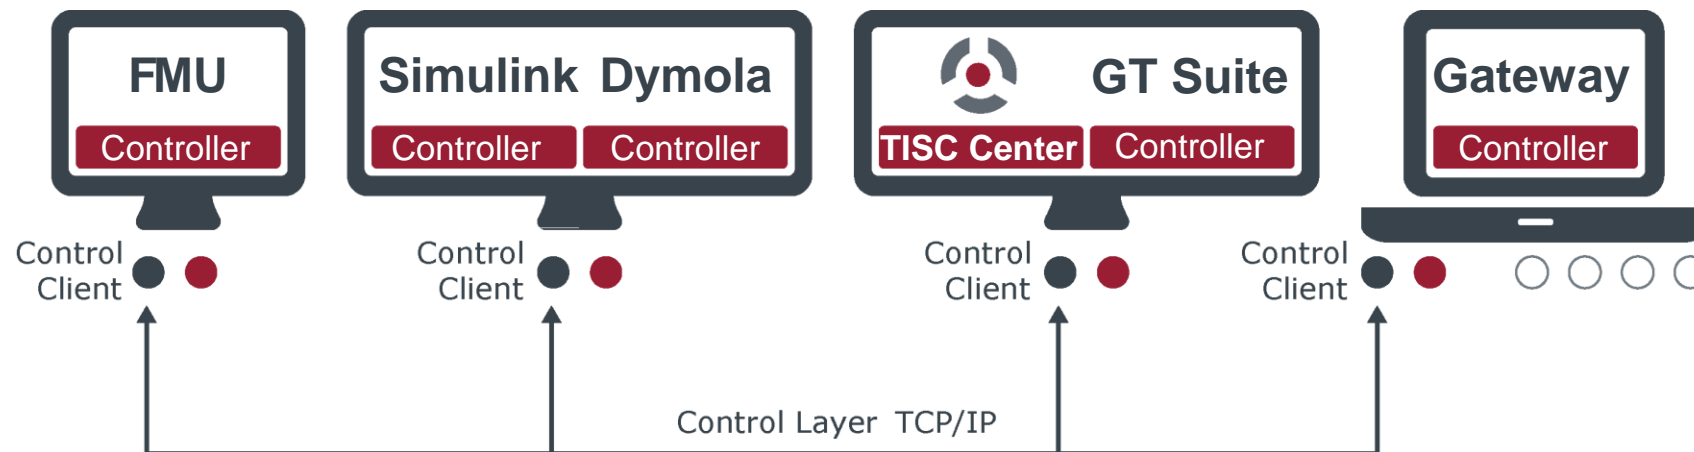 FMU
Controller
Simulink Dymola
Controller Controller
GT Suite
TISC Center Controller
Gateway
Controller
Control
Client
Control
Client
Control
Client
Control
Client
Control Layer TCP/IP